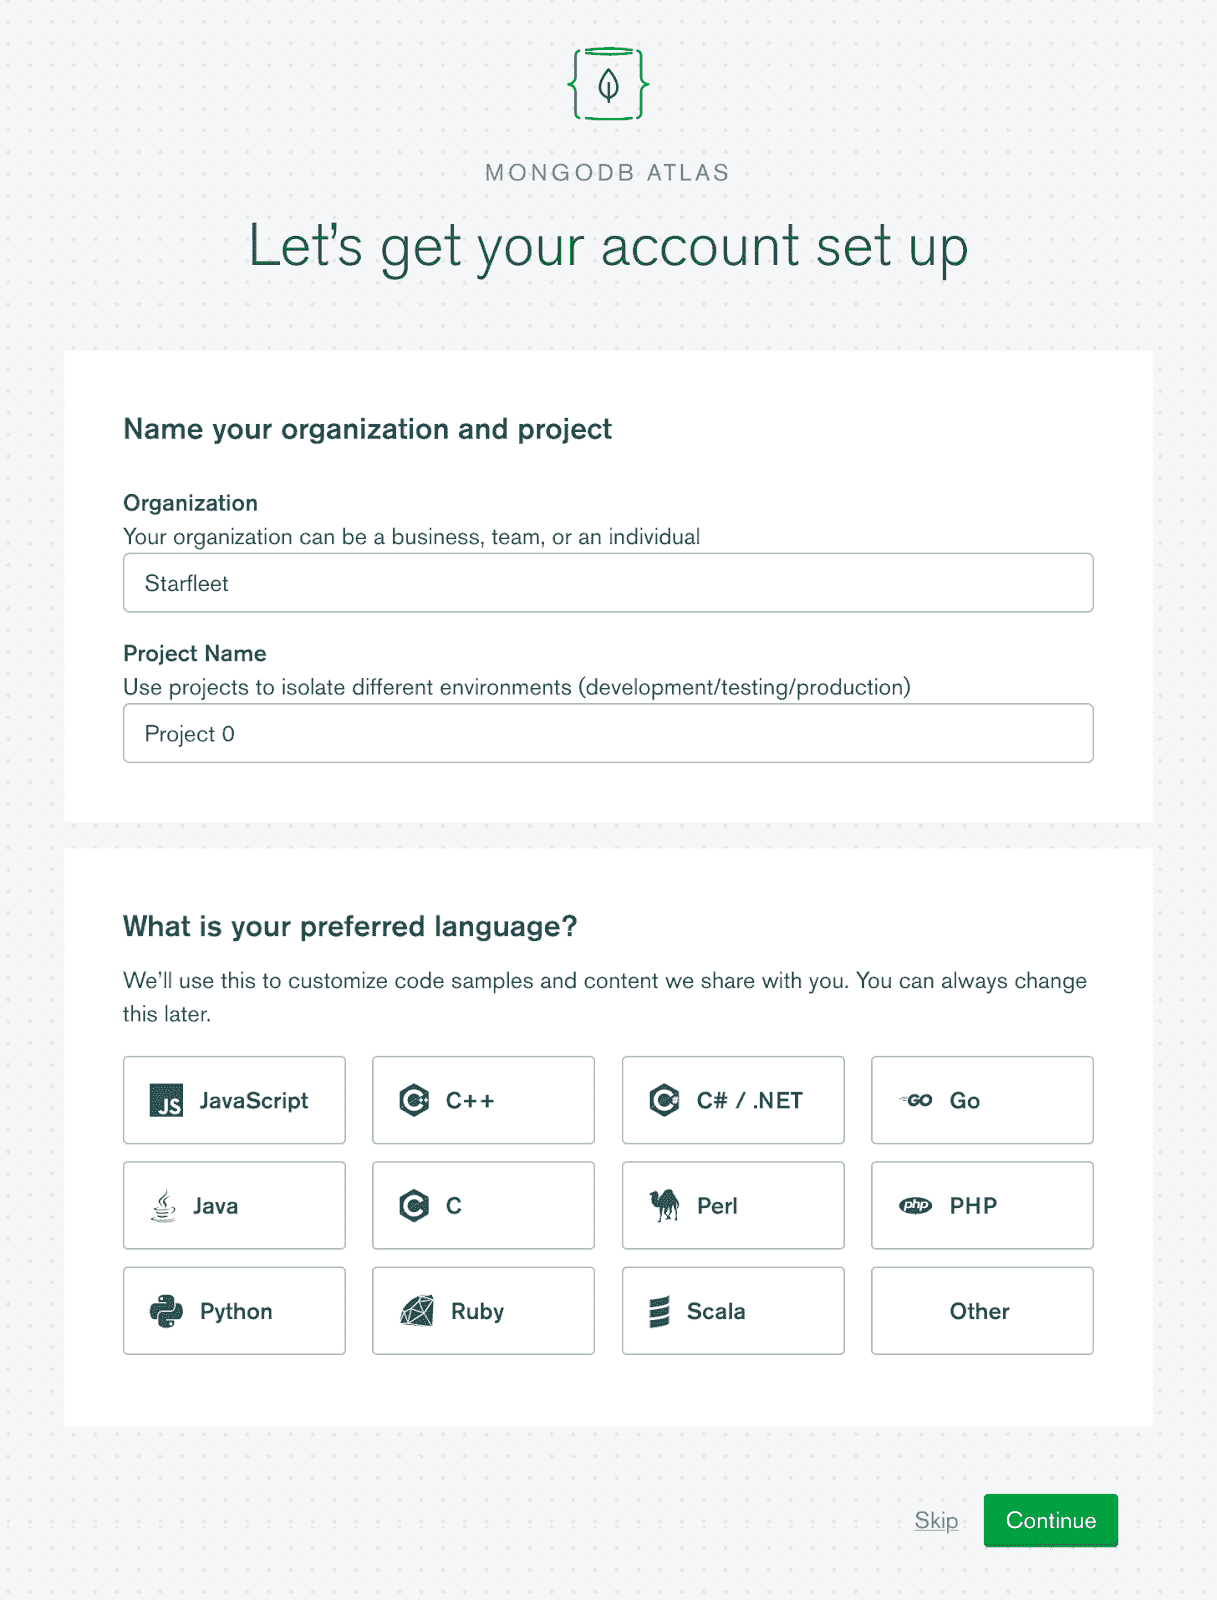 MONGODB ATLAS
Let's get your account set up
Name your organization and project
Organization
Your organization can be a business, team, or an individual
Starfleet
Project Name
Use projects to isolate different environments (development/testing/production)
Project 0
What is your preferred language?
We'll use this to customize code samples and content we share with you. You can always change
this later.
JS JavaScript
C++
C# / .NET
GO Go
Java
C
Perl
php PHP
Python
Ruby
Scala
Other
Skip
Continue